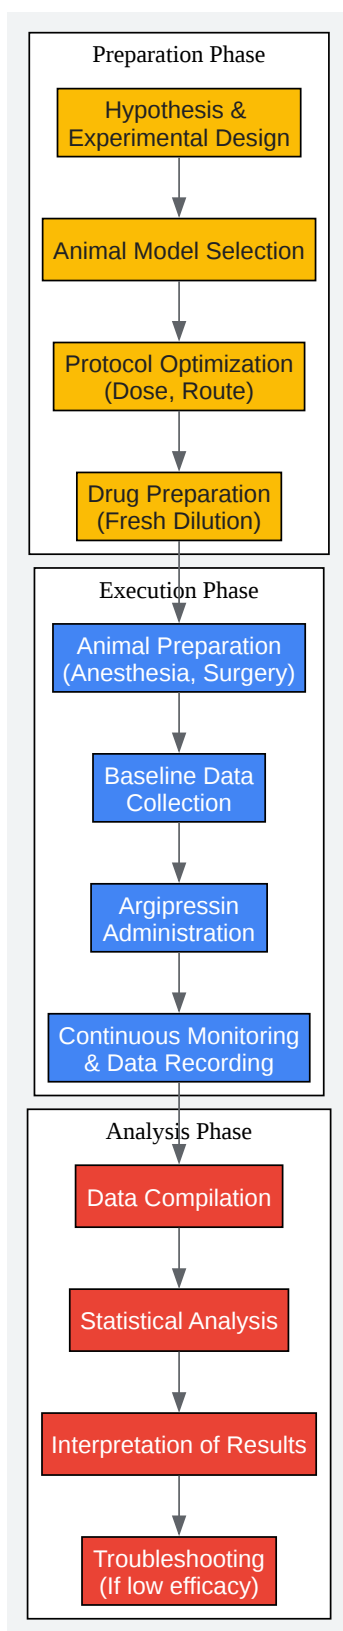 Preparation Phase
Hypothesis &
Experimental Design
Animal Model Selection
Protocol Optimization
(Dose, Route)
Drug Preparation
(Fresh Dilution)
Execution Phase
Animal Preparation
(Anesthesia, Surgery)
Baseline Data
Collection
Argipressin
Administration
Continuous Monitoring
& Data Recording
Analysis Phase
Data Compilation
Statistical Analysis
Interpretation of Results
Troubleshooting
(If low efficacy)